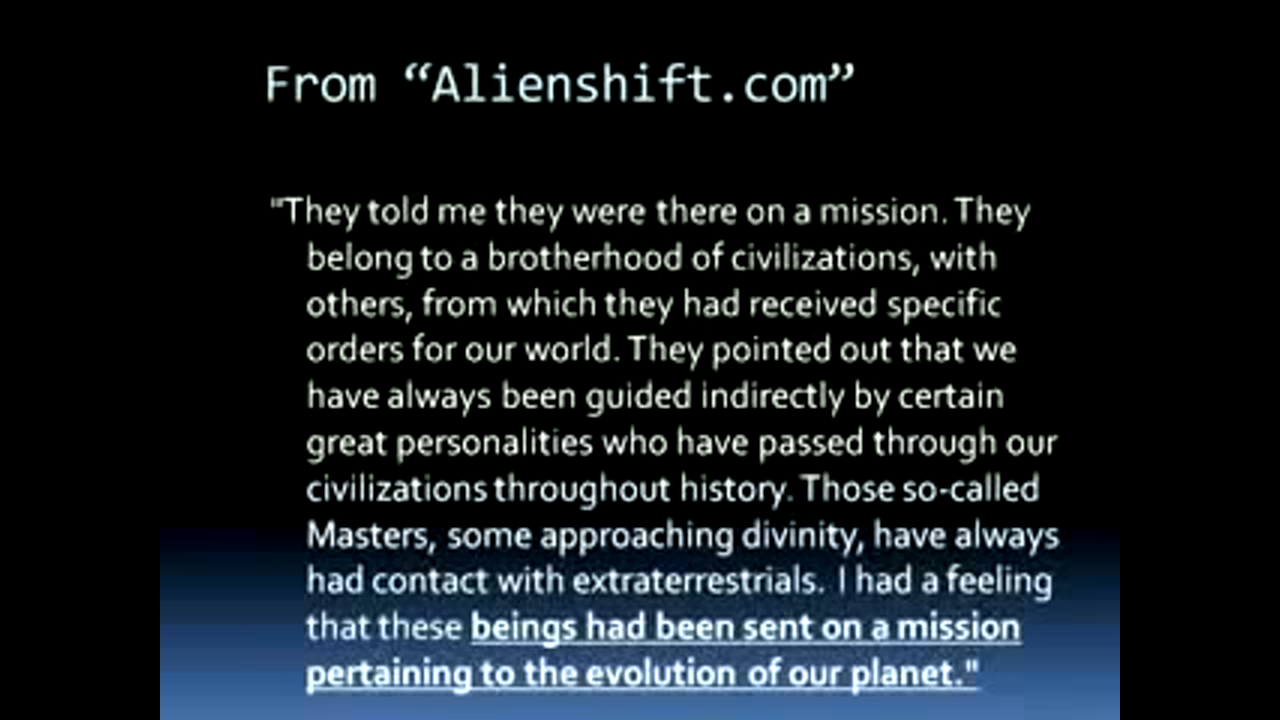 From “Alienshift.com”
"They told me they were there on a mission. They
belong to a brotherhood of civilizations, with
others, from which they had received specific
orders for our world. They pointed out that we
have always been guided indirectly by certain
great personalities who have passed through our
civilizations throughout history. Those so-called
Masters, some approaching divinity, have always
had contact with extraterrestrials. I had a feeling
that these beings had been sent on a mission
pertaining to the evolution of our planet."